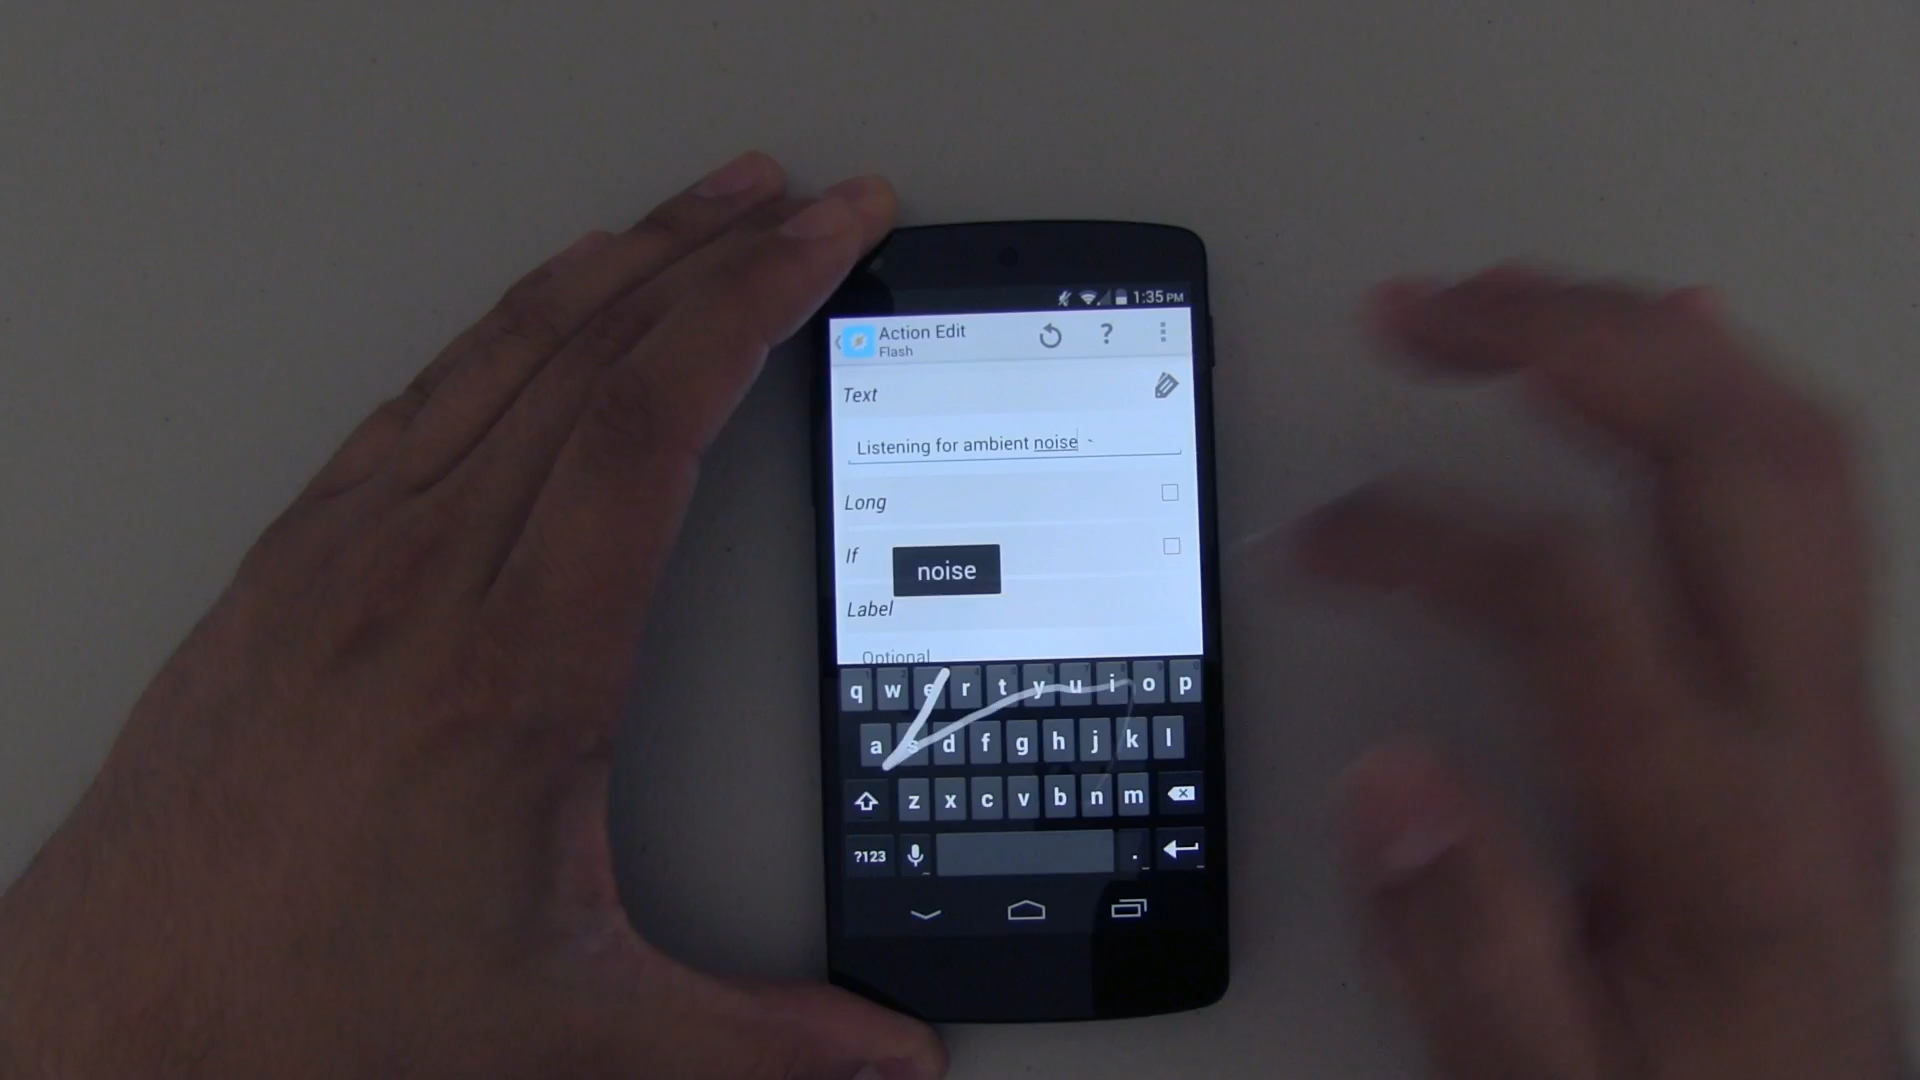 1:35 PM
Action Edit
Flash
Text
Listening for ambient noise
Long
If
noise
Label
Optional
q w e r t y u i o p
a s d f g h j k l
z x c v b n m
?123 .